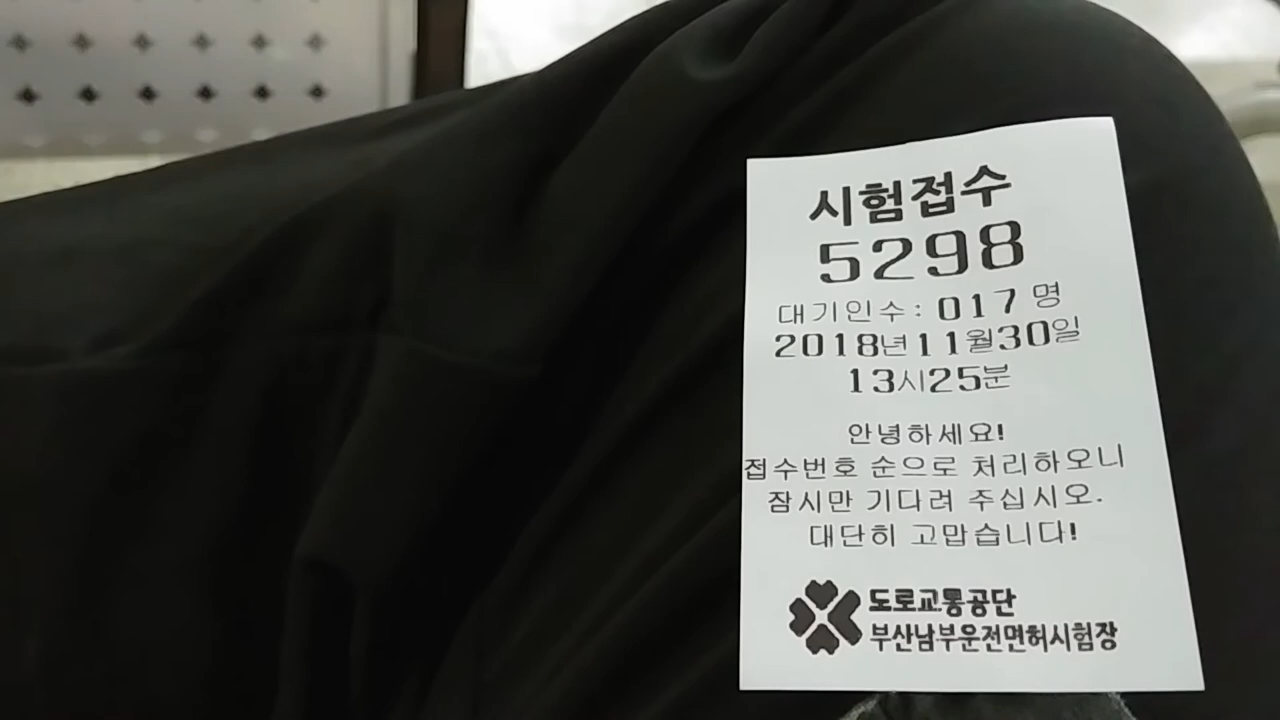 시험접수
5298
대기인수: 017 명
2018년11월30일
13시25분
안녕하세요!
접수번호 순으로 처리하오니
잠시만 기다려 주십시오.
대단히 고맙습니다!
도로교통공단
부산남부운전면허시험장